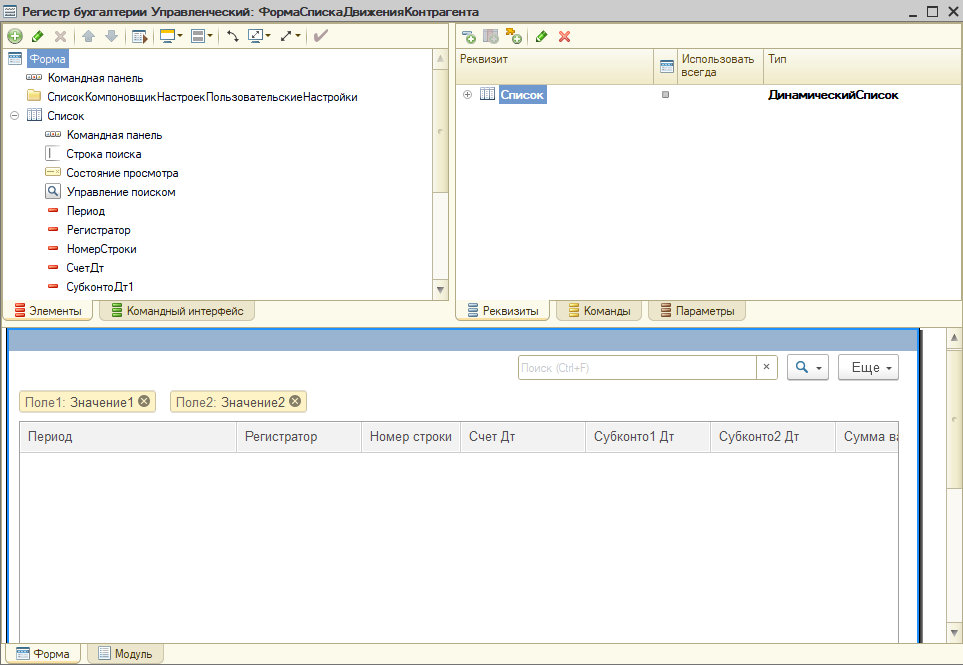 Регистр бухгалтерии Управленческий: ФормаСпискаДвиженияКонтрагента
Форма
Командная панель
СписокКомпоновщикНастроекПользовательскиеНастройки
Список
Командная панель
Строка поиска
Состояние просмотра
Управление поиском
Период
Регистратор
НомерСтроки
СчетДт
СубконтоДт1
Элементы
Командный интерфейс
Реквизит
Использовать всегда
Тип
Список
ДинамическийСписок
Реквизиты
Команды
Параметры
Поиск (Ctrl+F)
×
Еще
Поле1: Значение1
Поле2: Значение2
Период
Регистратор
Номер строки
Счет Дт
Субконто1 Дт
Субконто2 Дт
Сумма ва
Форма
Модуль